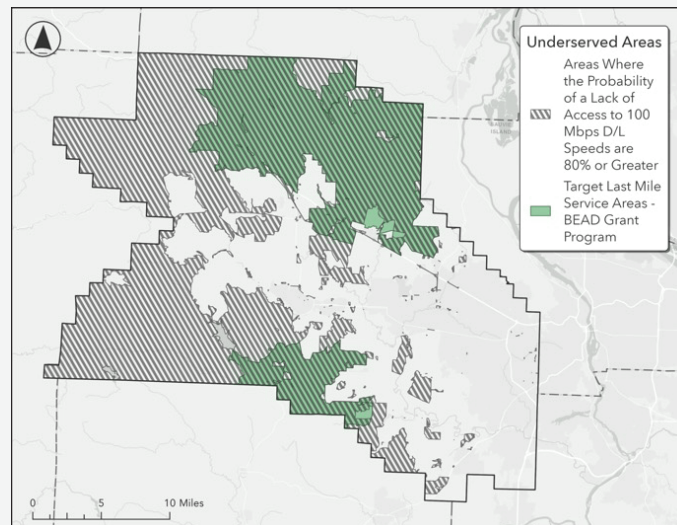 Underserved Areas
Areas Where
the Probability
of a Lack of
Access to 100
Mbps D/L
Speeds are
80% or Greater
Target Last Mile
Service Areas -
BEAD Grant
Program
0 5 10 Miles